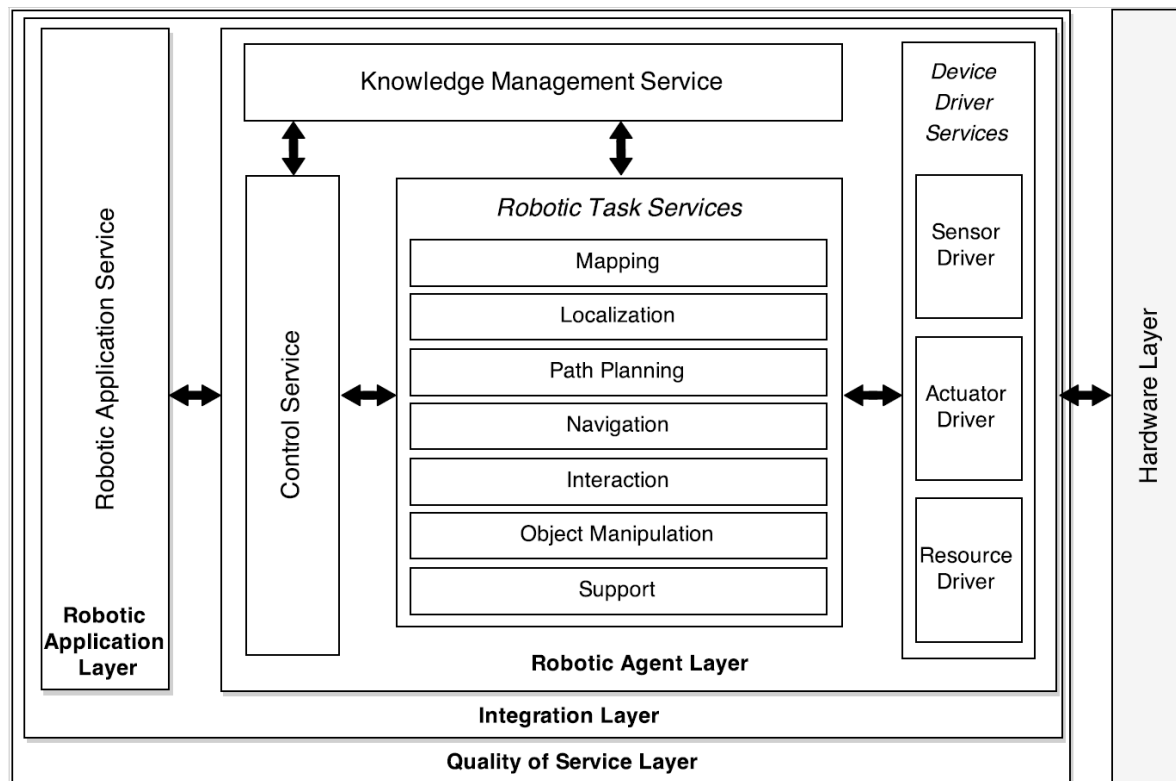 Knowledge Management Service
Device
Driver
Services
Robotic Application Service
Control Service
Robotic Task Services
Mapping
Localization
Path Planning
Navigation
Interaction
Object Manipulation
Support
Sensor
Driver
Actuator
Driver
Resource
Driver
Hardware Layer
Robotic
Application
Layer
Robotic Agent Layer
Integration Layer
Quality of Service Layer